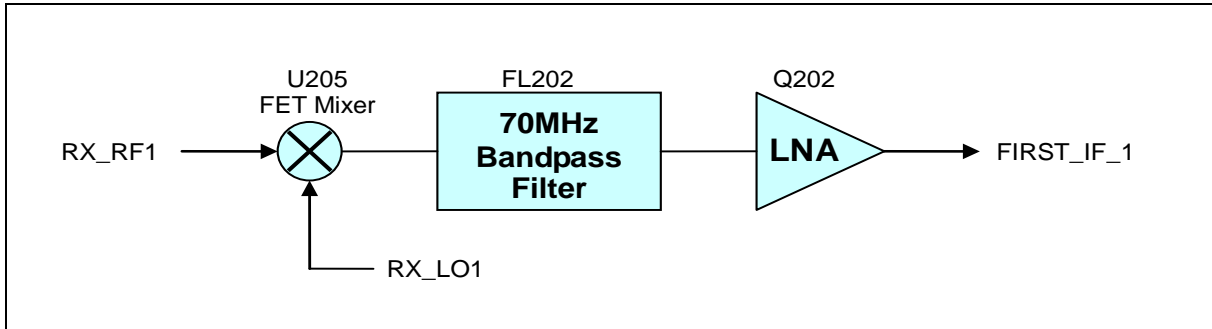 U205
FET Mixer
FL202
Q202
RX_RF1
70MHz
Bandpass
Filter
LNA
FIRST_IF_1
RX_LO1